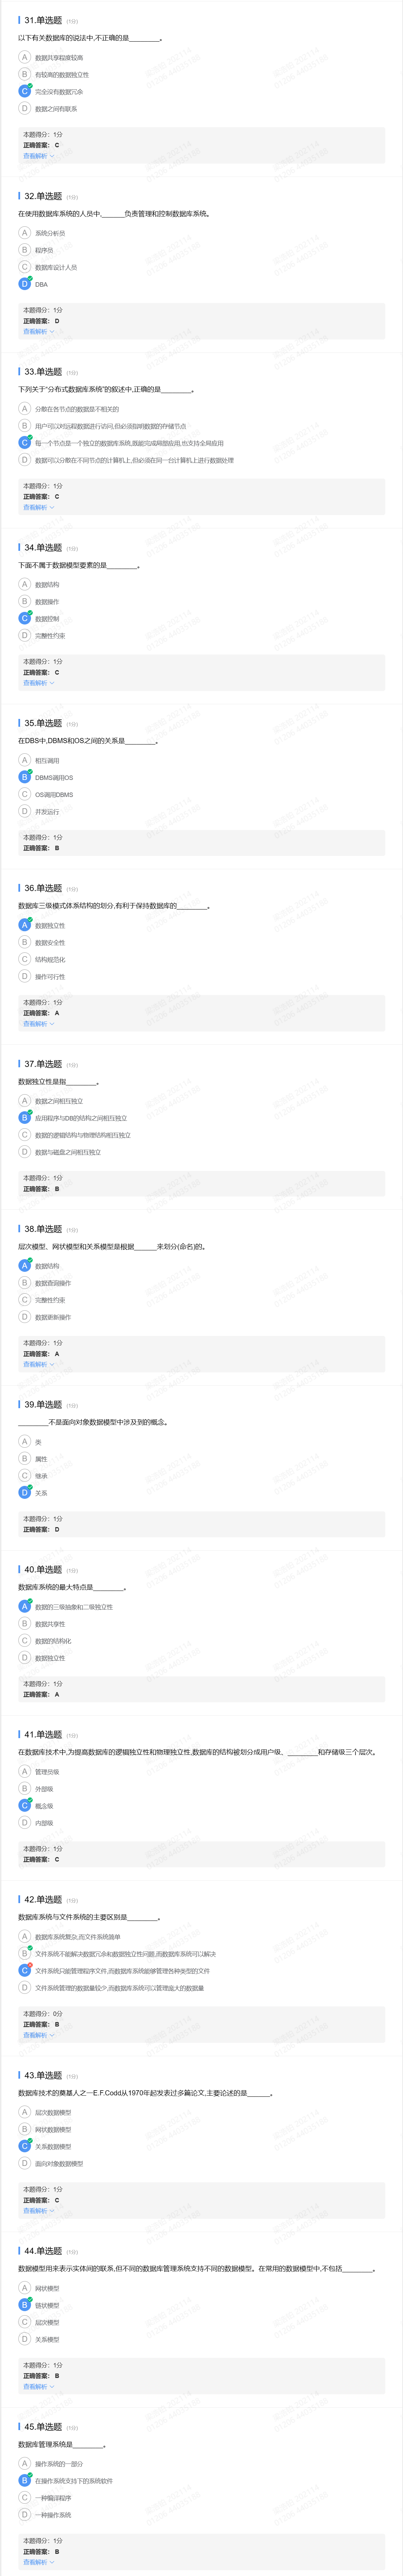 31.单选题 (1分)
以下有关数据库的说法中,不正确的是________。
A 数据共享程度较高
B 有较高的数据独立性
C 完全没有数据冗余
D 数据之间有联系
本题得分：1分
正确答案： C
查看解析
32.单选题 (1分)
在使用数据库系统的人员中,______负责管理和控制数据库系统。
A 系统分析员
B 程序员
C 数据库设计人员
D DBA
本题得分：1分
正确答案： D
查看解析
33.单选题 (1分)
下列关于“分布式数据库系统”的叙述中,正确的是________。
A 分散在各节点的数据是不相关的
B 用户可以对远程数据进行访问,但必须指明数据的存储节点
C 每一个节点是一个独立的数据库系统,既能完成局部应用,也支持全局应用
D 数据可以分散在不同节点的计算机上,但必须在同一台计算机上进行数据处理
本题得分：1分
正确答案： C
查看解析
34.单选题 (1分)
下面不属于数据模型要素的是________。
A 数据结构
B 数据操作
C 数据控制
D 完整性约束
本题得分：1分
正确答案： C
查看解析
35.单选题 (1分)
在DBS中,DBMS和OS之间的关系是________。
A 相互调用
B DBMS调用OS
C OS调用DBMS
D 并发运行
本题得分：1分
正确答案： B
36.单选题 (1分)
数据库三级模式体系结构的划分,有利于保持数据库的________。
A 数据独立性
B 数据安全性
C 结构规范化
D 操作可行性
本题得分：1分
正确答案： A
查看解析
37.单选题 (1分)
数据独立性是指________。
A 数据之间相互独立
B 应用程序与DB的结构之间相互独立
C 数据的逻辑结构与物理结构相互独立
D 数据与磁盘之间相互独立
本题得分：1分
正确答案： B
38.单选题 (1分)
层次模型、网状模型和关系模型是根据______来划分(命名)的。
A 数据结构
B 数据查询操作
C 完整性约束
D 数据更新操作
本题得分：1分
正确答案： A
查看解析
39.单选题 (1分)
________不是面向对象数据模型中涉及到的概念。
A 类
B 属性
C 继承
D 关系
本题得分：1分
正确答案： D
40.单选题 (1分)
数据库系统的最大特点是________。
A 数据的三级抽象和二级独立性
B 数据共享性
C 数据的结构化
D 数据独立性
本题得分：1分
正确答案： A
41.单选题 (1分)
在数据库技术中,为提高数据库的逻辑独立性和物理独立性,数据库的结构被划分成用户级、________和存储级三个层次。
A 管理员级
B 外部级
C 概念级
D 内部级
本题得分：1分
正确答案： C
42.单选题 (1分)
数据库系统与文件系统的主要区别是________。
A 数据库系统复杂,而文件系统简单
B 文件系统不能解决数据冗余和数据独立性问题,而数据库系统可以解决
C 文件系统只能管理程序文件,而数据库系统能够管理各种类型的文件
D 文件系统管理的数据量较少,而数据库系统可以管理庞大的数据量
本题得分：0分
正确答案： B
查看解析
43.单选题 (1分)
数据库技术的奠基人之一E.F.Codd从1970年起发表过多篇论文,主要论述的是______。
A 层次数据模型
B 网状数据模型
C 关系数据模型
D 面向对象数据模型
本题得分：1分
正确答案： C
查看解析
44.单选题 (1分)
数据模型用来表示实体间的联系,但不同的数据库管理系统支持不同的数据模型。在常用的数据模型中,不包括________。
A 网状模型
B 链状模型
C 层次模型
D 关系模型
本题得分：1分
正确答案： B
查看解析
45.单选题 (1分)
数据库管理系统是________。
A 操作系统的一部分
B 在操作系统支持下的系统软件
C 一种编译程序
D 一种操作系统
本题得分：1分
正确答案： B
查看解析